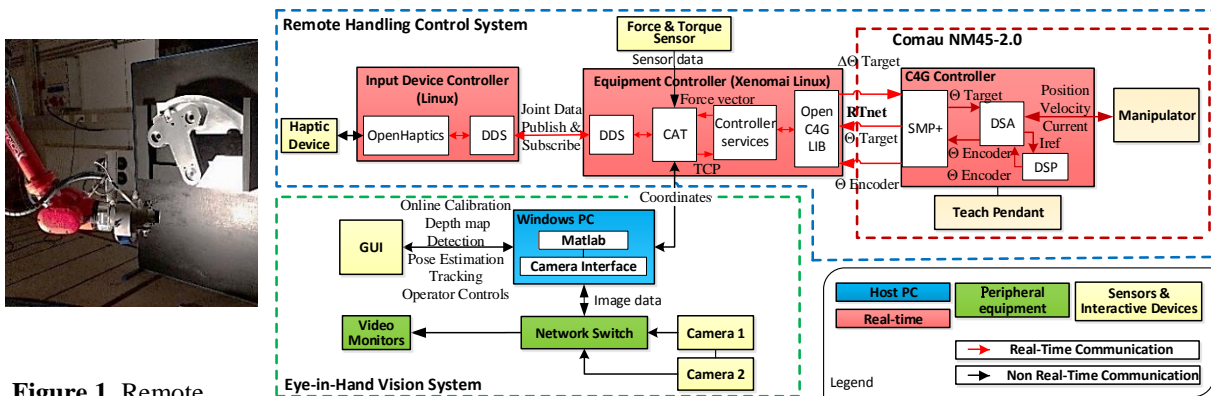 Remote Handling Control System
Force & Torque
Sensor
Sensor data
Comau NM45-2.0
ΔΘ Target
Input Device Controller
(Linux)
Equipment Controller (Xenomai Linux)
C4G Controller
Haptic
Device
OpenHaptics
DDS
Joint Data
Publish &
Subscribe
DDS
CAT
Force vector
Controller
services
TCP
Open
C4G
LIB
RTnet
Θ Target
Θ Encoder
SMP+
Θ Target
DSA
Θ Encoder
Θ Encoder
DSP
Iref
Position
Velocity
Current
Manipulator
Teach Pendant
Coordinates
GUI
Online Calibration
Depth map
Detection
Pose Estimation
Tracking
Operator Controls
Windows PC
Matlab
Camera Interface
Image data
Video
Monitors
Network Switch
Camera 1
Camera 2
Eye-in-Hand Vision System
Host PC
Real-time
Peripheral
equipment
Sensors &
Interactive Devices
Real-Time Communication
Non Real-Time Communication
Legend
Figure 1. Remote